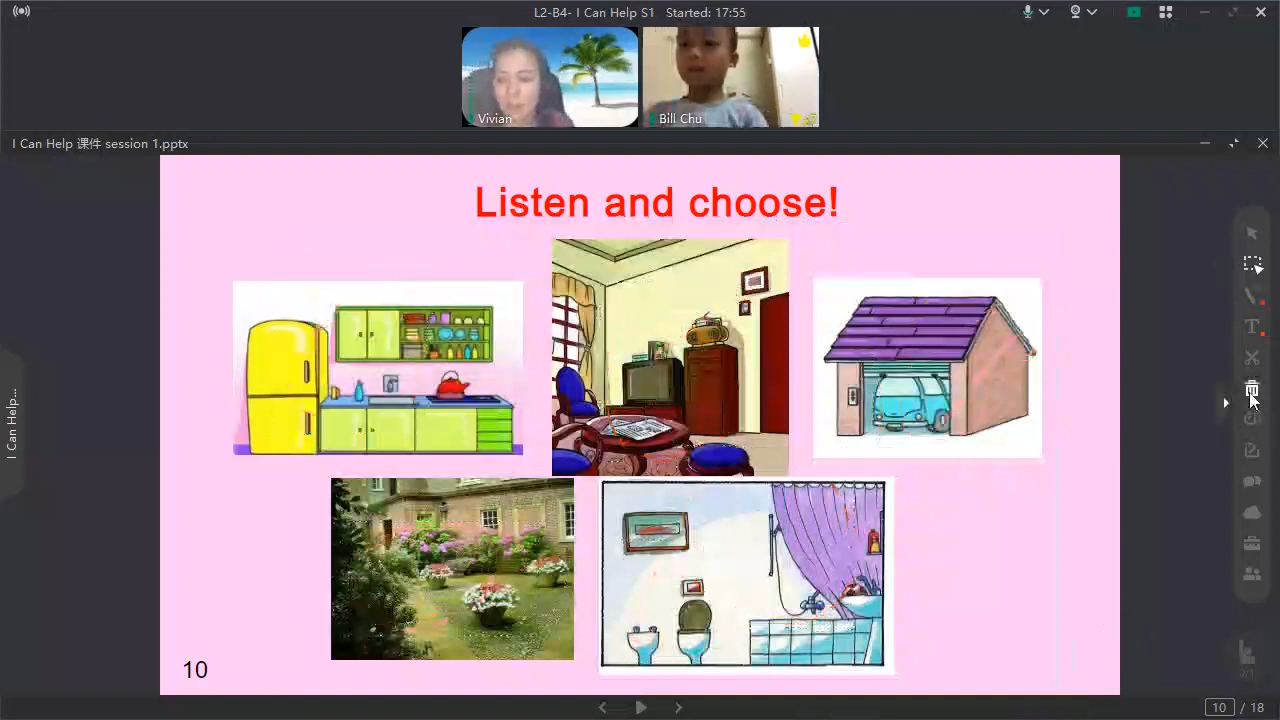 L2-B4- I Can Help S1 Started: 17:55
Vivian
Bill Chu
I Can Help 课件 session 1.pptx
Listen and choose!
I Can Help...
10
10 / 18